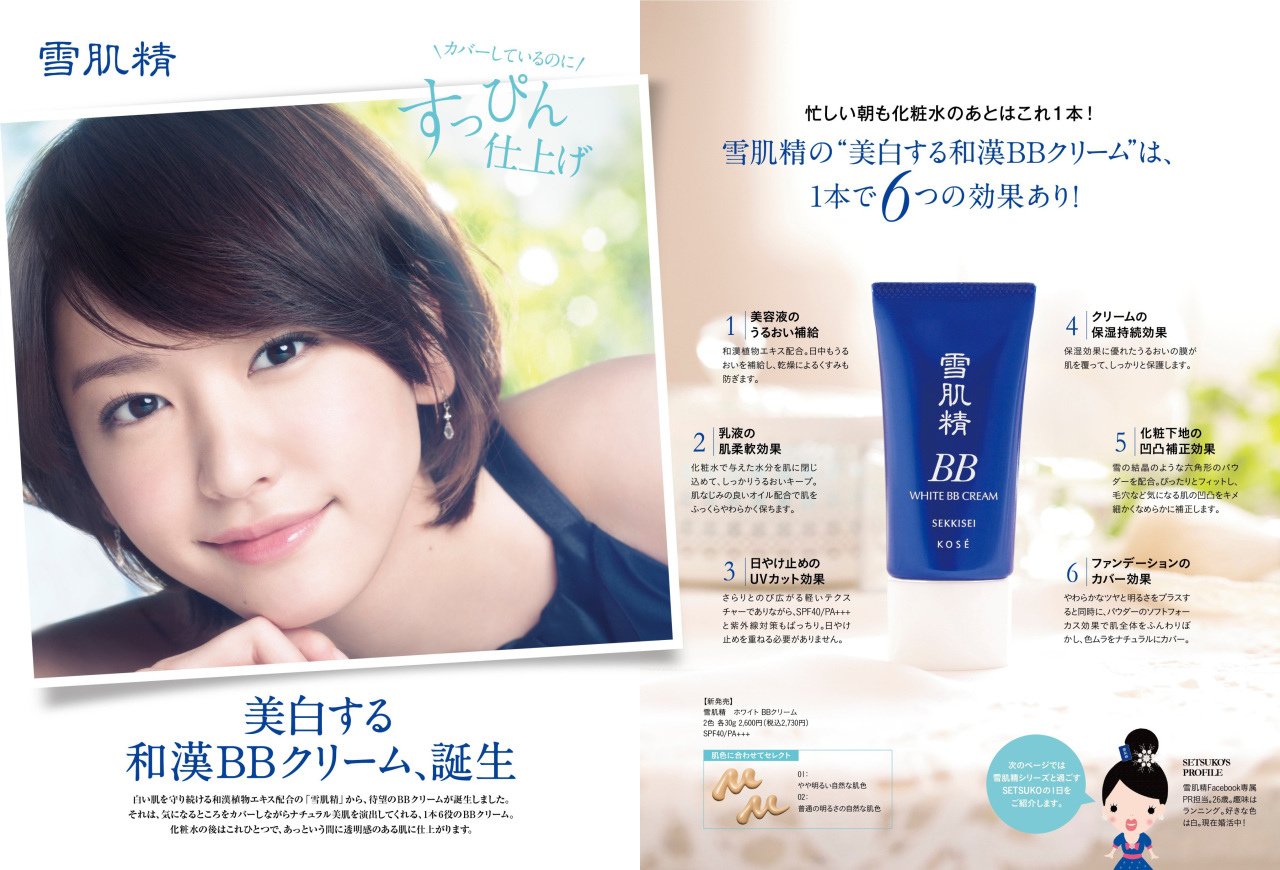 雪肌精
カバーしているのに
すっぴん
仕上げ
美白する
和漢BBクリーム、誕生
白い肌を守り続ける和漢植物エキス配合の「雪肌精」から、待望のBBクリームが誕生しました。
それは、気になるところをカバーしながらナチュラル美肌を演出してくれる、1本6役のBBクリーム。
化粧水の後はこれひとつで、あっという間に透明感のある肌に仕上がります。
忙しい朝も化粧水のあとはこれ1本!
雪肌精の“美白する和漢BBクリーム”は、
1本で6つの効果あり!
1 美容液の
うるおい補給
和漢植物エキス配合。日中もうる
おいを補給し、乾燥によるくすみも
防ぎます。
2 乳液の
肌柔軟効果
化粧水で与えた水分を肌に閉じ
込めて、しっかりうるおいキープ。
肌なじみの良いオイル配合で肌を
ふっくらやわらかく保ちます。
3 日やけ止めの
UVカット効果
さらりとのび広がる軽いテクス
チャーでありながら、SPF40/PA+++
と紫外線対策もばっちり。日やけ
止めを重ねる必要がありません。
雪肌精
BB
WHITE BB CREAM
SEKKISEI
KOSÉ
4 クリームの
保湿持続効果
保湿効果に優れたうるおいの膜が
肌を覆って、しっかりと保護します。
5 化粧下地の
凹凸補正効果
雪の結晶のような六角形のパウ
ダーを配合。ぴったりとフィットし、
毛穴など気になる肌の凹凸をキメ
細かくなめらかに補正します。
6 ファンデーションの
カバー効果
やわらかなツヤと明るさをプラスす
ると同時に、パウダーのソフトフォー
カス効果で肌全体をふんわりぼ
かし、色ムラをナチュラルにカバー。
【新発売】
雪肌精 ホワイト BBクリーム
2色 各30g 2,600円(税込2,730円)
SPF40/PA+++
肌色に合わせてセレクト
01:
やや明るい自然な肌色
02:
普通の明るさの自然な肌色
次のページでは
雪肌精シリーズと過ごす
SETSUKOの1日を
ご紹介します。
雪肌精
SETSUKO'S
PROFILE
雪肌精Facebook専属
PR担当。26歳。趣味は
ランニング。好きな色
は白。現在婚活中!